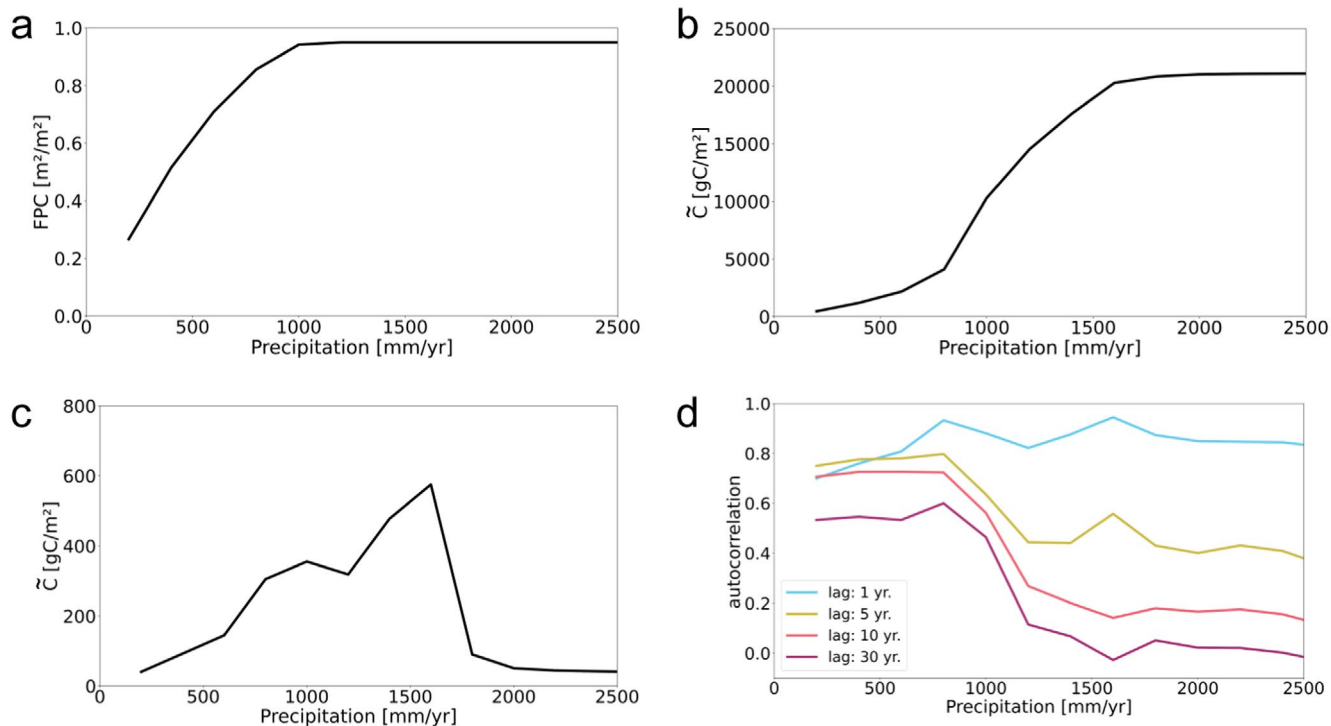 a
1.0
0.8
0.6
0.4
0.2
0.0
FPC [m²/m²]
0 500 1000 1500 2000 2500
Precipitation [mm/yr]
b
25000
20000
15000
10000
5000
0
C̃ [gC/m²]
0 500 1000 1500 2000 2500
Precipitation [mm/yr]
c
800
600
400
200
0
C̃ [gC/m²]
0 500 1000 1500 2000 2500
Precipitation [mm/yr]
d
1.0
0.8
0.6
0.4
0.2
0.0
autocorrelation
lag: 1 yr.
lag: 5 yr.
lag: 10 yr.
lag: 30 yr.
0 500 1000 1500 2000 2500
Precipitation [mm/yr]